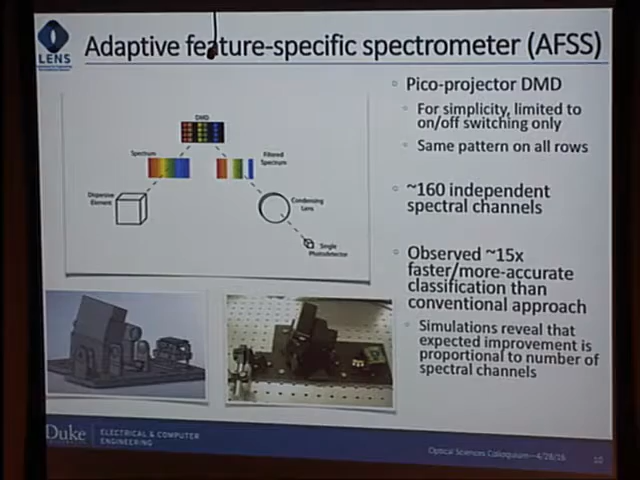 LENS
Adaptive feature-specific spectrometer (AFSS)
DMD
Spectrum
Filtered
Spectrum
Dispersive
Element
Condensing
Lens
Single
Photodetector
Pico-projector DMD
For simplicity, limited to
on/off switching only
Same pattern on all rows
~160 independent
spectral channels
Observed ~15x
faster/more-accurate
classification than
conventional approach
Simulations reveal that
expected improvement is
proportional to number of
spectral channels
Duke
ELECTRICAL & COMPUTER
ENGINEERING
Optical Sciences Colloquium—4/28/16
10